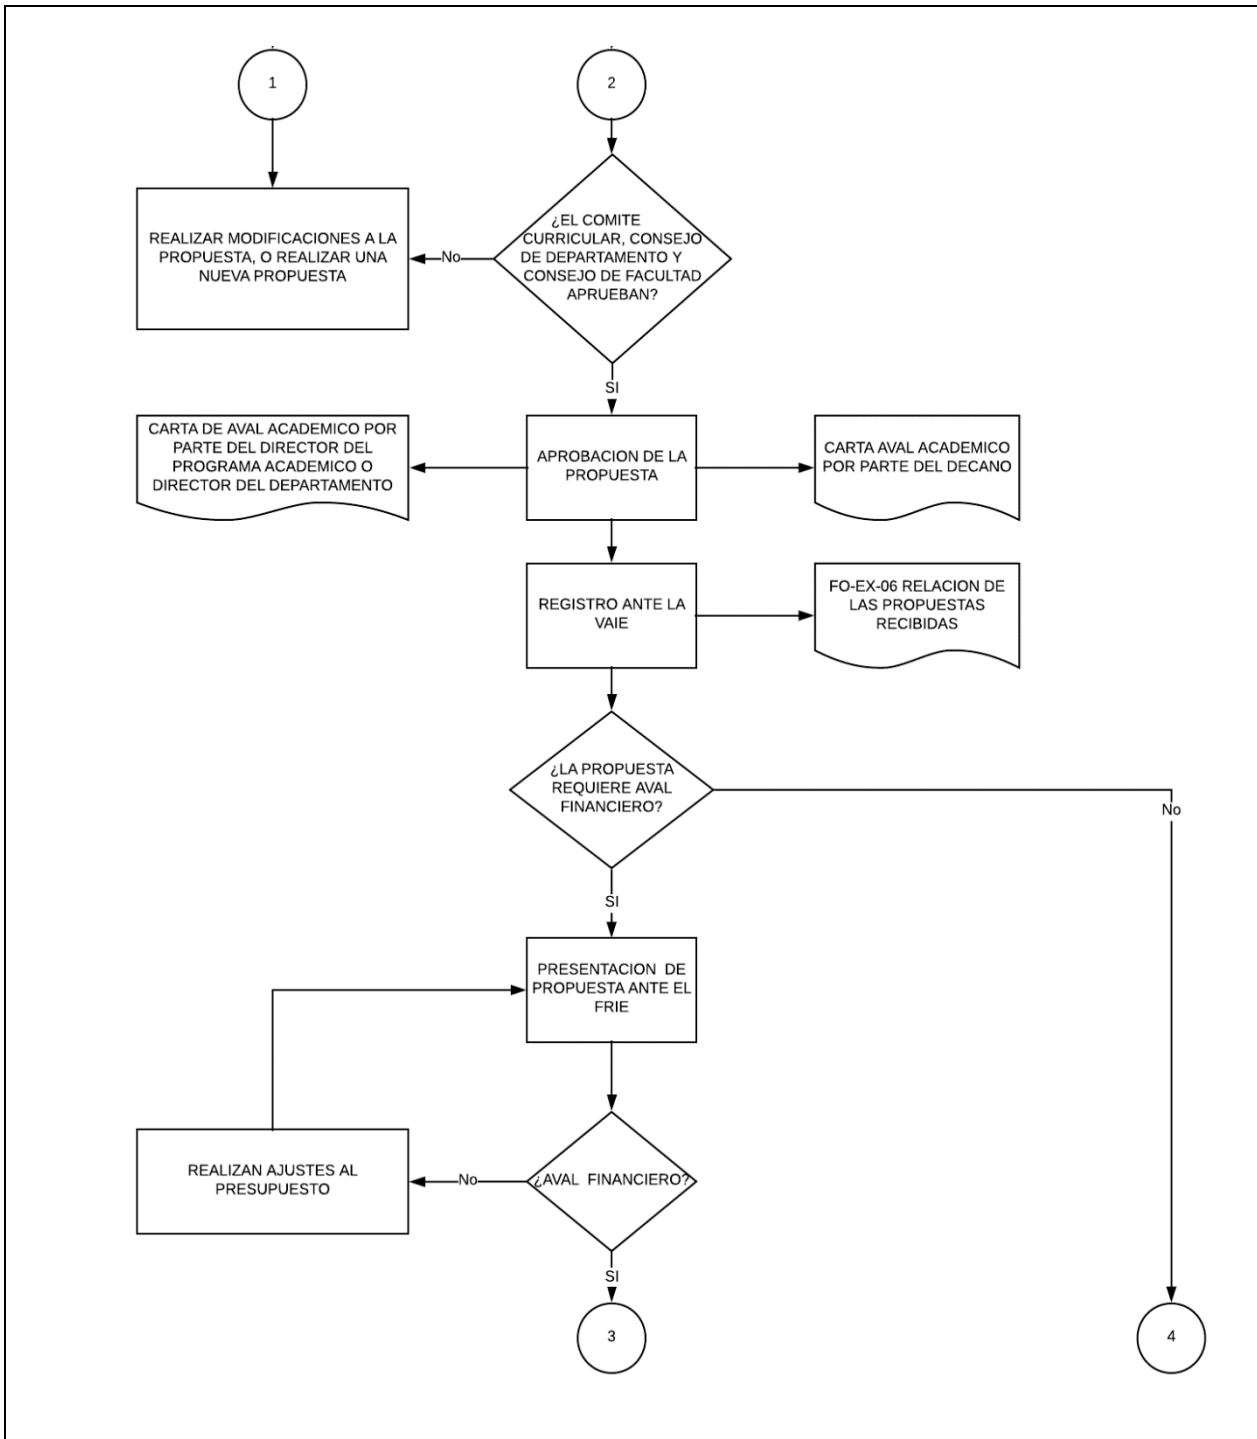 1
2
REALIZAR MODIFICACIONES A LA
PROPUESTA, O REALIZAR UNA
NUEVA PROPUESTA
No
¿EL COMITE
CURRICULAR, CONSEJO
DE DEPARTAMENTO Y
CONSEJO DE FACULTAD
APRUEBAN?
SI
CARTA DE AVAL ACADEMICO POR
PARTE DEL DIRECTOR DEL
PROGRAMA ACADEMICO O
DIRECTOR DEL DEPARTAMENTO
APROBACION DE LA
PROPUESTA
CARTA AVAL ACADEMICO
POR PARTE DEL DECANO
REGISTRO ANTE LA
VAIE
FO-EX-06 RELACION DE
LAS PROPUESTAS
RECIBIDAS
¿LA PROPUESTA
REQUIERE AVAL
FINANCIERO?
No
SI
PRESENTACION DE
PROPUESTA ANTE EL
FRIE
REALIZAN AJUSTES AL
PRESUPUESTO
No
¿AVAL FINANCIERO?
SI
3
4